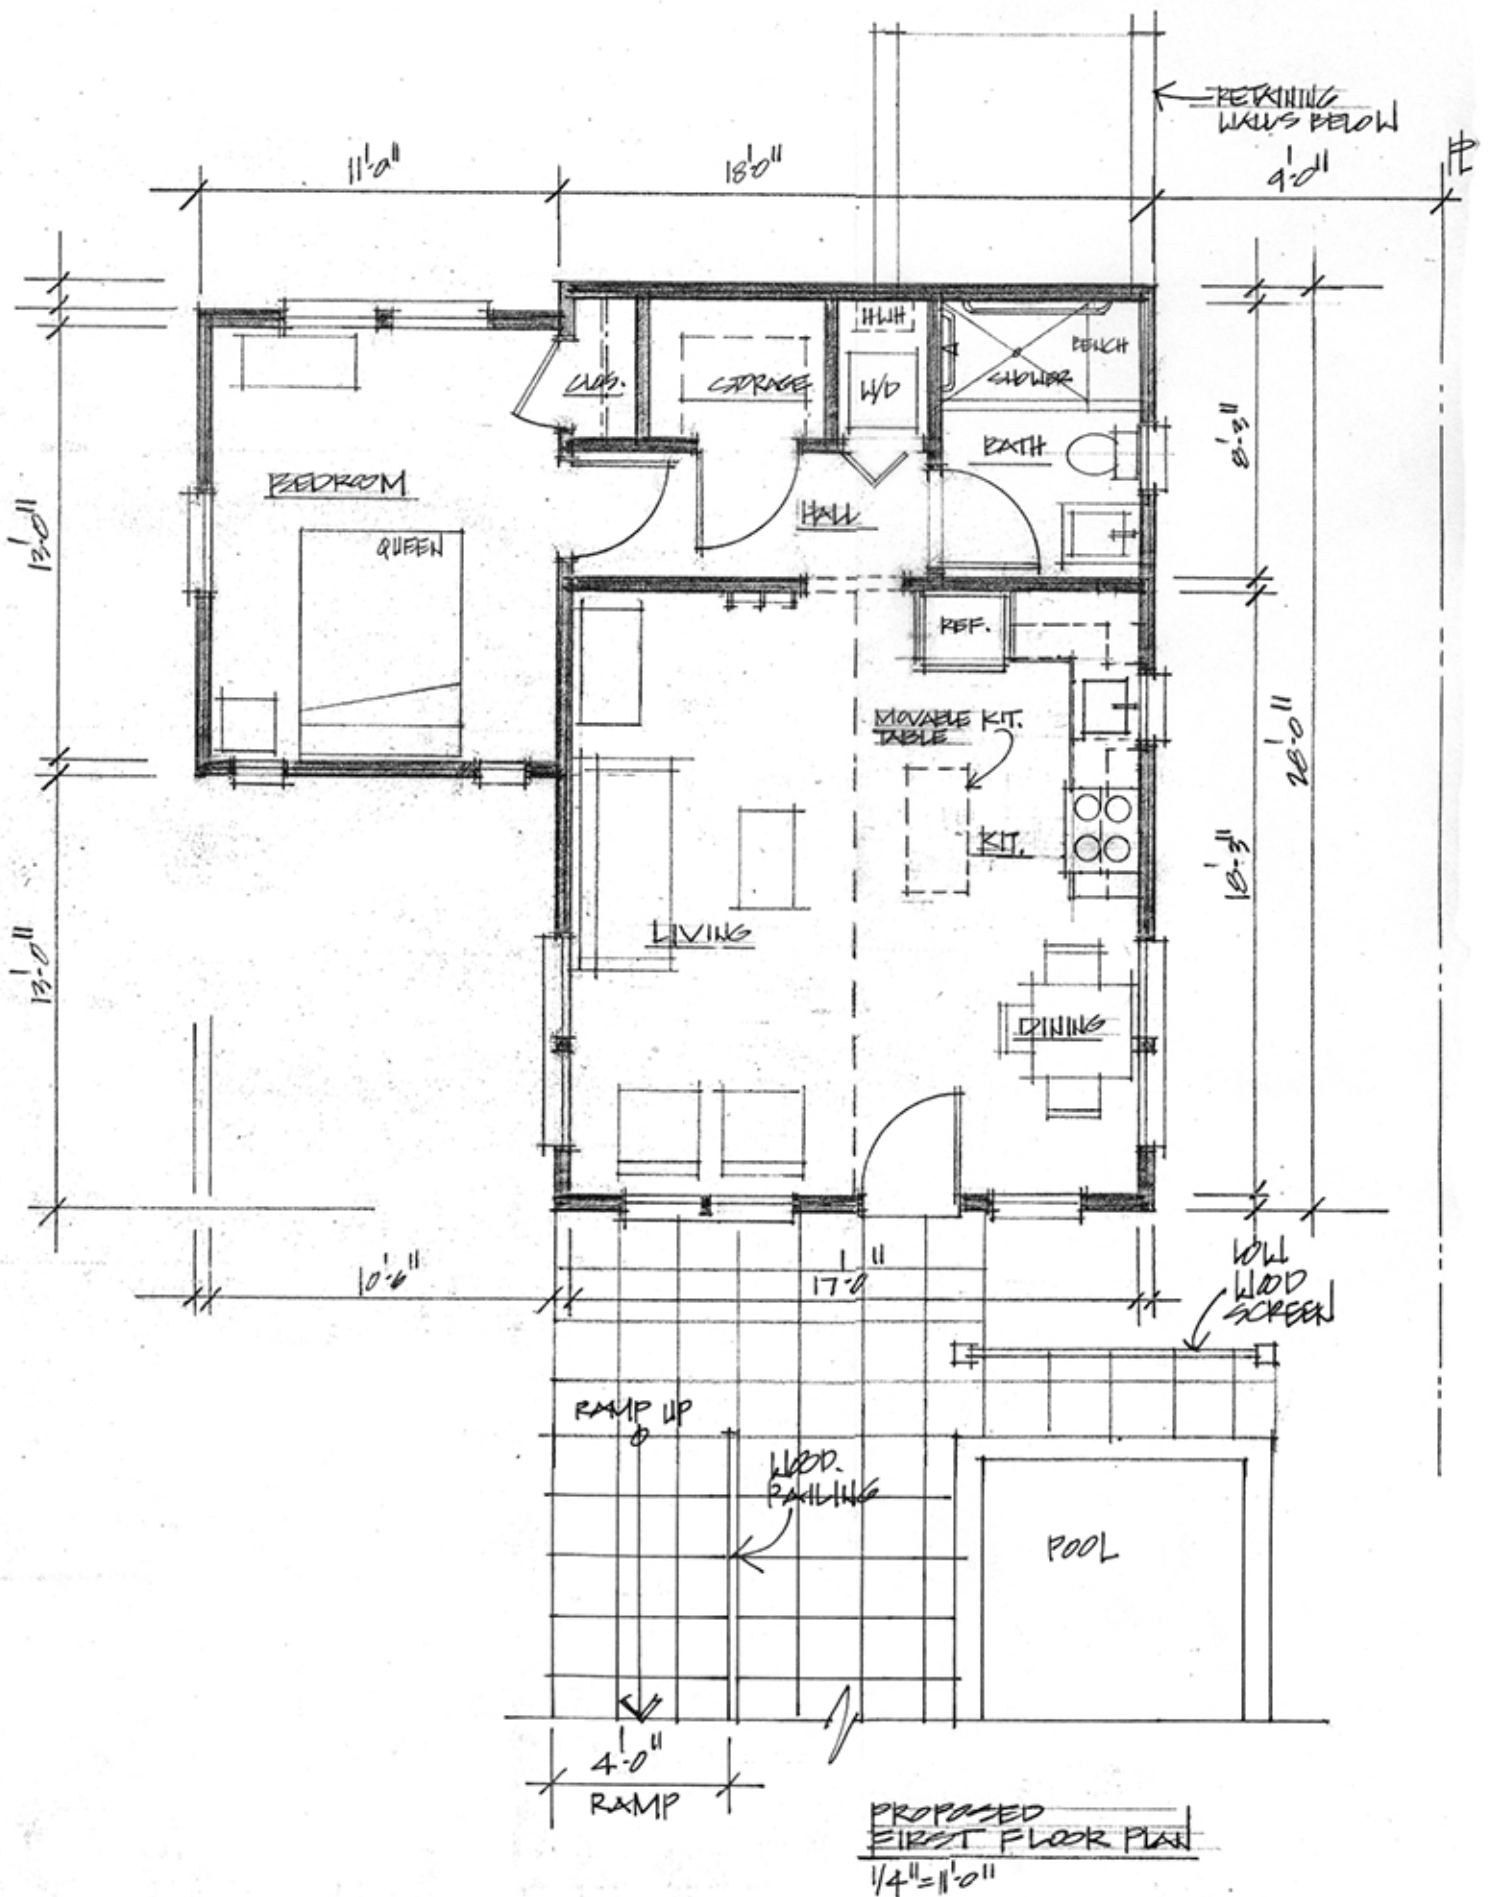 RETAINING
WALLS BELOW
11'-0"
18'-0"
9'-0"
PL
HWH
BENCH
SHOWER
CLOS.
STORAGE
W/D
BATH
8'-3"
BEDROOM
HALL
13'-0"
QUEEN
REF.
MOVABLE KIT.
TABLE
28'-0"
KIT.
18'-3"
LIVING
13'-0"
DINING
10'-6"
17'-0"
LOW
WOOD
SCREEN
RAMP UP
WOOD.
RAILING
POOL
4'-0"
RAMP
PROPOSED
FIRST FLOOR PLAN
1/4"=1'-0"